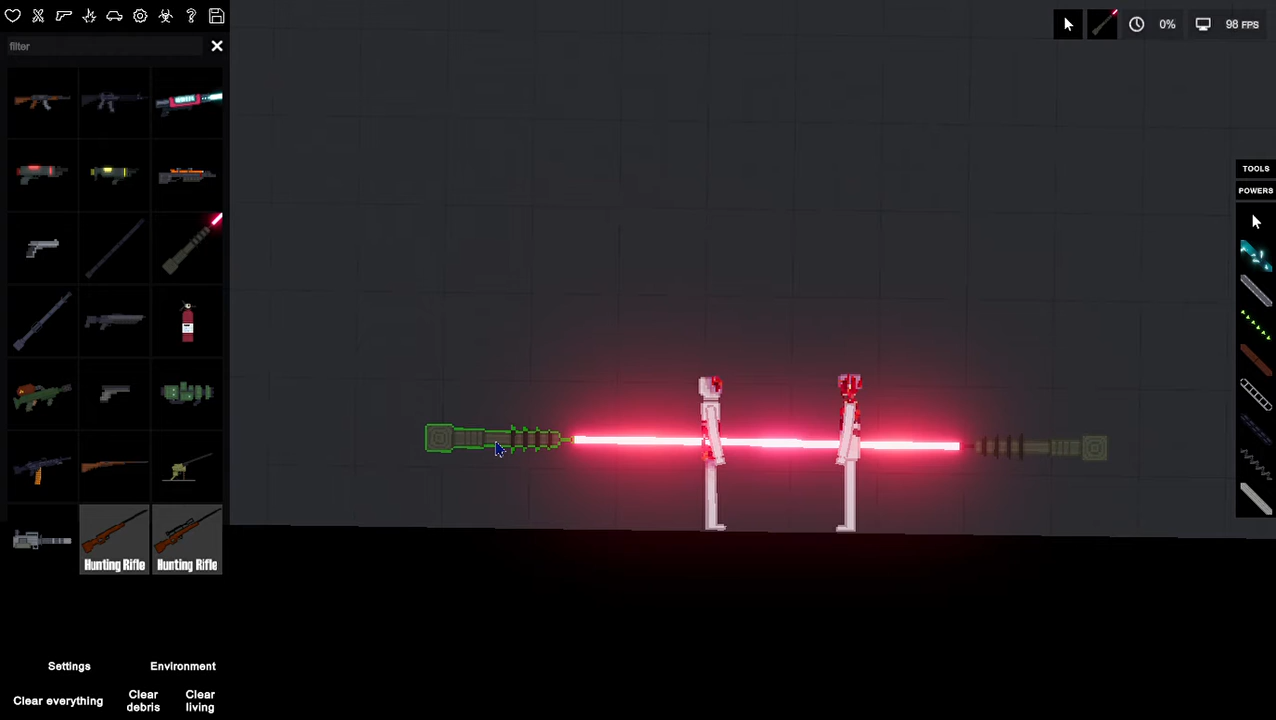 filter
0%
98 FPS
TOOLS
POWERS
Hunting Rifle
Hunting Rifle
Settings
Environment
Clear everything
Clear debris
Clear living